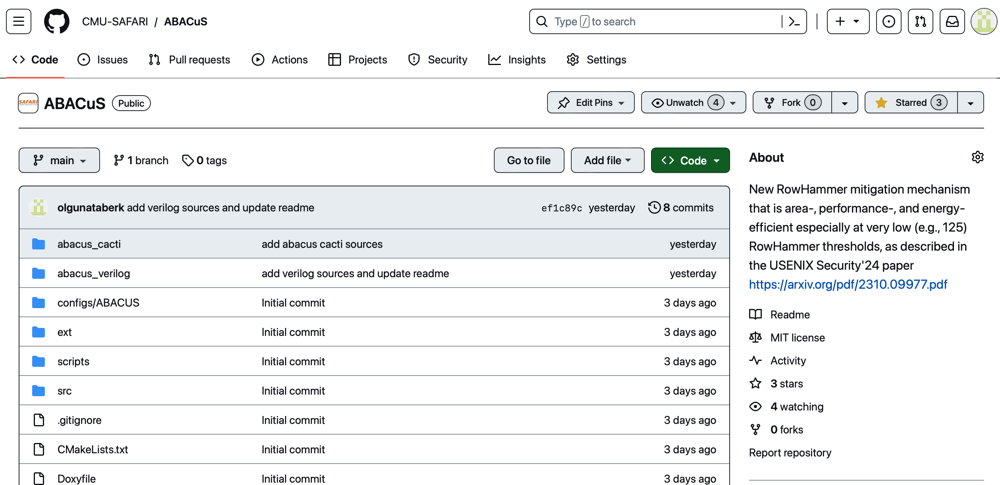 CMU-SAFARI / ABACuS
Type / to search
Code Issues Pull requests Actions Projects Security Insights Settings
SAFARI ABACuS Public
Edit Pins Unwatch 4 Fork 0 Starred 3
main 1 branch 0 tags Go to file Add file Code
olgunataberk add verilog sources and update readme ef1c89c yesterday 8 commits
abacus_cacti add abacus cacti sources yesterday
abacus_verilog add verilog sources and update readme yesterday
configs/ABACUS Initial commit 3 days ago
ext Initial commit 3 days ago
scripts Initial commit 3 days ago
src Initial commit 3 days ago
.gitignore Initial commit 3 days ago
CMakeLists.txt Initial commit 3 days ago
Doxyfile Initial commit 3 days ago
About
New RowHammer mitigation mechanism
that is area-, performance-, and energy-
efficient especially at very low (e.g., 125)
RowHammer thresholds, as described in
the USENIX Security'24 paper
https://arxiv.org/pdf/2310.09977.pdf
Readme
MIT license
Activity
3 stars
4 watching
0 forks
Report repository